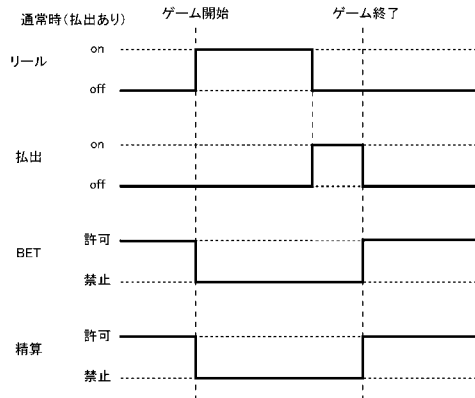 通常時(払出あり)
ゲーム開始
ゲーム終了
リール
on
off
払出
on
off
BET
許可
禁止
精算
許可
禁止